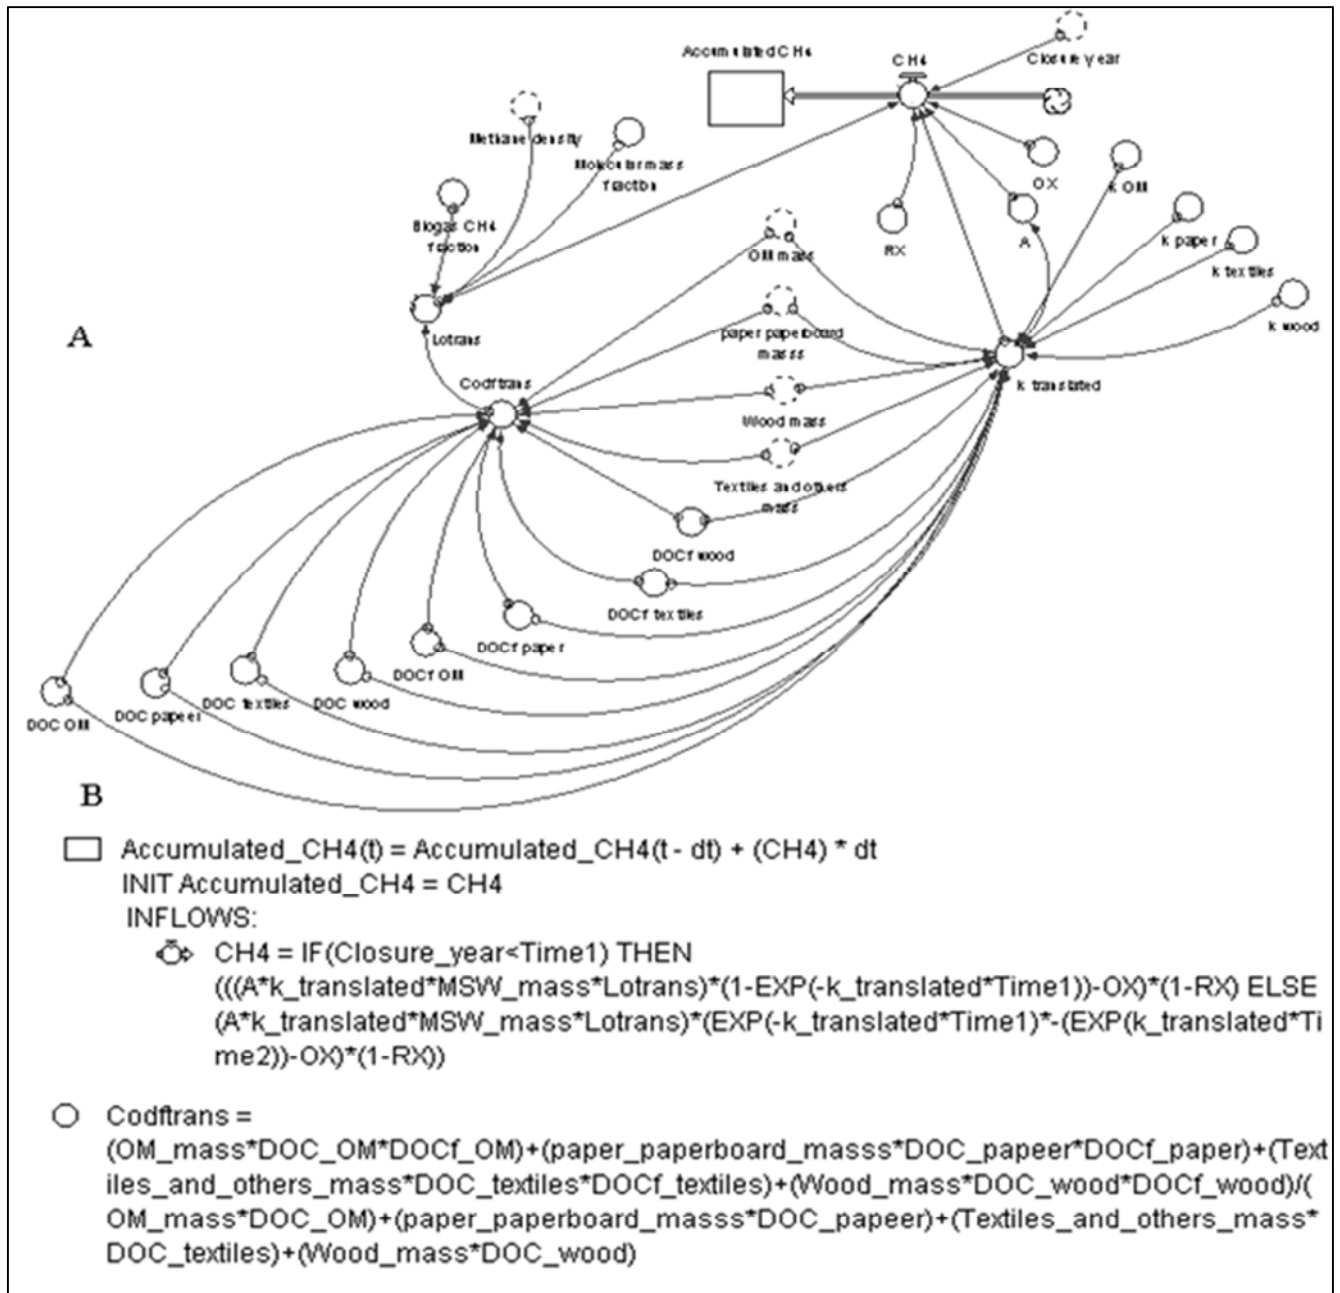 Accumulated CH4
CH4
Closure year
Methane density
Molecular mass
fraction
Biogas CH4
fraction
OX
k OM
k paper
k textiles
k wood
RX
A
OM mass
paper paperboard
masss
A
Lotrans
Codftrans
k translated
Wood mass
Textiles and others
mass
DOCf wood
DOCf textiles
DOCf paper
DOCf OM
DOC wood
DOC textiles
DOC papeer
DOC OM
B
Accumulated_CH4(t) = Accumulated_CH4(t - dt) + (CH4) * dt
INIT Accumulated_CH4 = CH4
INFLOWS:
CH4 = IF(Closure_year<Time1) THEN
(((A*k_translated*MSW_mass*Lotrans)*(1-EXP(-k_translated*Time1))-OX)*(1-RX) ELSE
(A*k_translated*MSW_mass*Lotrans)*(EXP(-k_translated*Time1)*-(EXP(k_translated*Ti
me2))-OX)*(1-RX))
Codftrans =
(OM_mass*DOC_OM*DOCf_OM)+(paper_paperboard_masss*DOC_papeer*DOCf_paper)+(Text
iles_and_others_mass*DOC_textiles*DOCf_textiles)+(Wood_mass*DOC_wood*DOCf_wood)/(
OM_mass*DOC_OM)+(paper_paperboard_masss*DOC_papeer)+(Textiles_and_others_mass*
DOC_textiles)+(Wood_mass*DOC_wood)